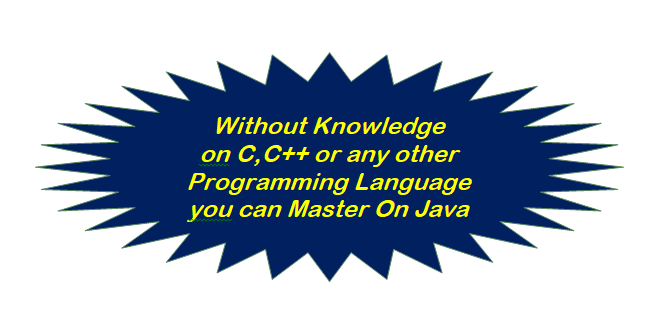 Without Knowledge
on C,C++ or any other
Programming Language
you can Master On Java